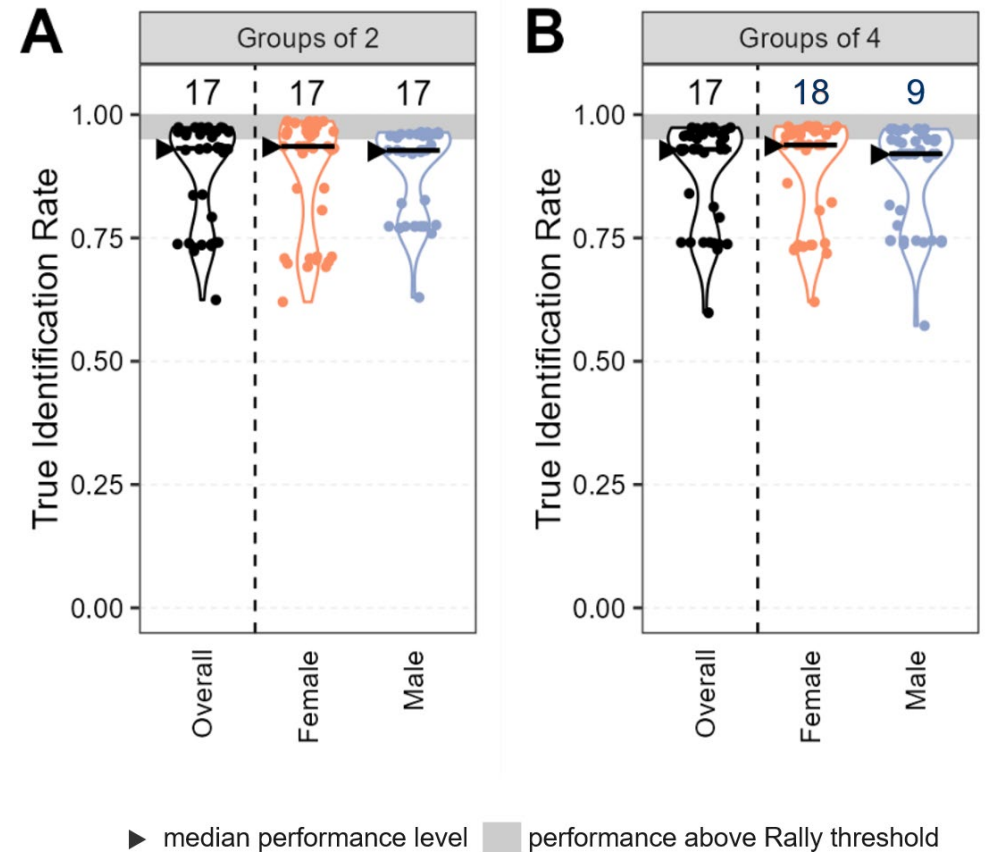 A
Groups of 2
17 17 17
True Identification Rate
1.00
0.75
0.50
0.25
0.00
Overall
Female
Male
B
Groups of 4
17 18 9
True Identification Rate
1.00
0.75
0.50
0.25
0.00
Overall
Female
Male
median performance level
performance above Rally threshold